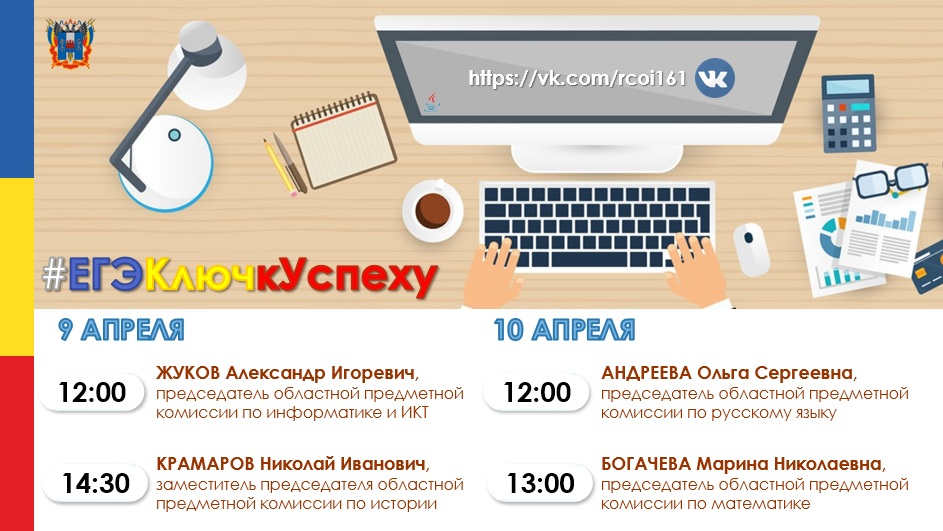 https://vk.com/rcoi161
#ЕГЭКлючкУспеху
9 АПРЕЛЯ
12:00
ЖУКОВ Александр Игоревич,
председатель областной предметной
комиссии по информатике и ИКТ
14:30
КРАМАРОВ Николай Иванович,
заместитель председателя областной
предметной комиссии по истории
10 АПРЕЛЯ
12:00
АНДРЕЕВА Ольга Сергеевна,
председатель областной предметной
комиссии по русскому языку
13:00
БОГАЧЕВА Марина Николаевна,
председатель областной предметной
комиссии по математике